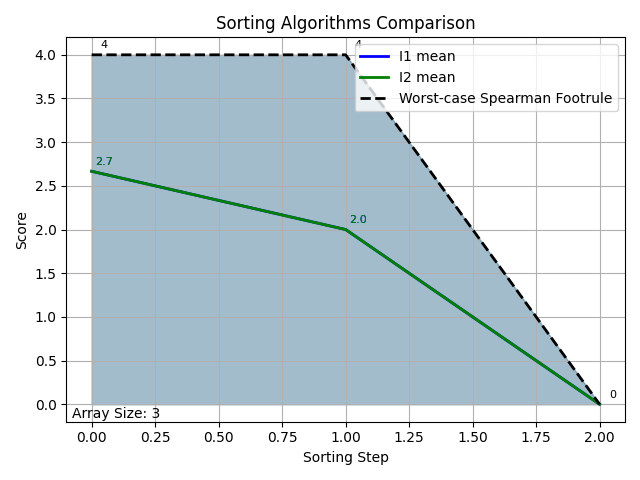 Sorting Algorithms Comparison
4
4
I1 mean
I2 mean
Worst-case Spearman Footrule
4.0
3.5
3.0
2.5
2.0
1.5
1.0
0.5
0.0
Score
2.7
2.0
0
Array Size: 3
0.00 0.25 0.50 0.75 1.00 1.25 1.50 1.75 2.00
Sorting Step